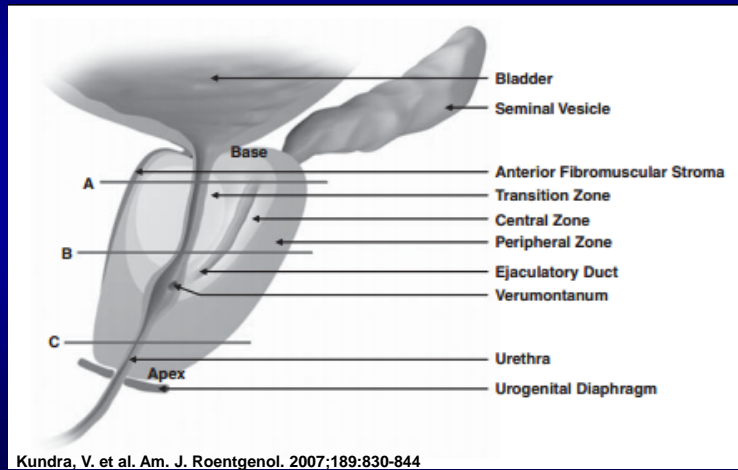 Bladder
Seminal Vesicle
Base
Anterior Fibromuscular Stroma
A
Transition Zone
Central Zone
Peripheral Zone
B
Ejaculatory Duct
Verumontanum
C
Urethra
Apex
Urogenital Diaphragm
Kundra, V. et al. Am. J. Roentgenol. 2007;189:830-844